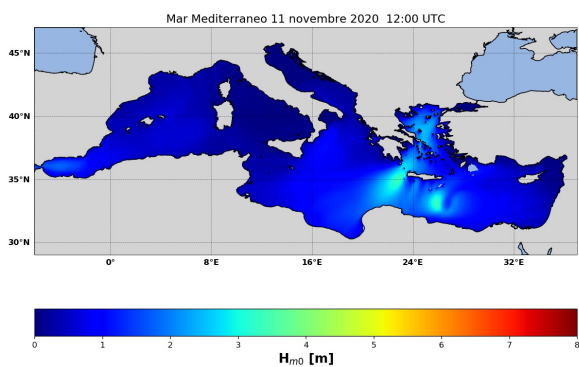 Mar Mediterraneo 11 novembre 2020  12:00 UTC
45°N
40°N
35°N
30°N
0° 8°E 16°E 24°E 32°E
0 1 2 3 4 5 6 7 8
Hm0 [m]